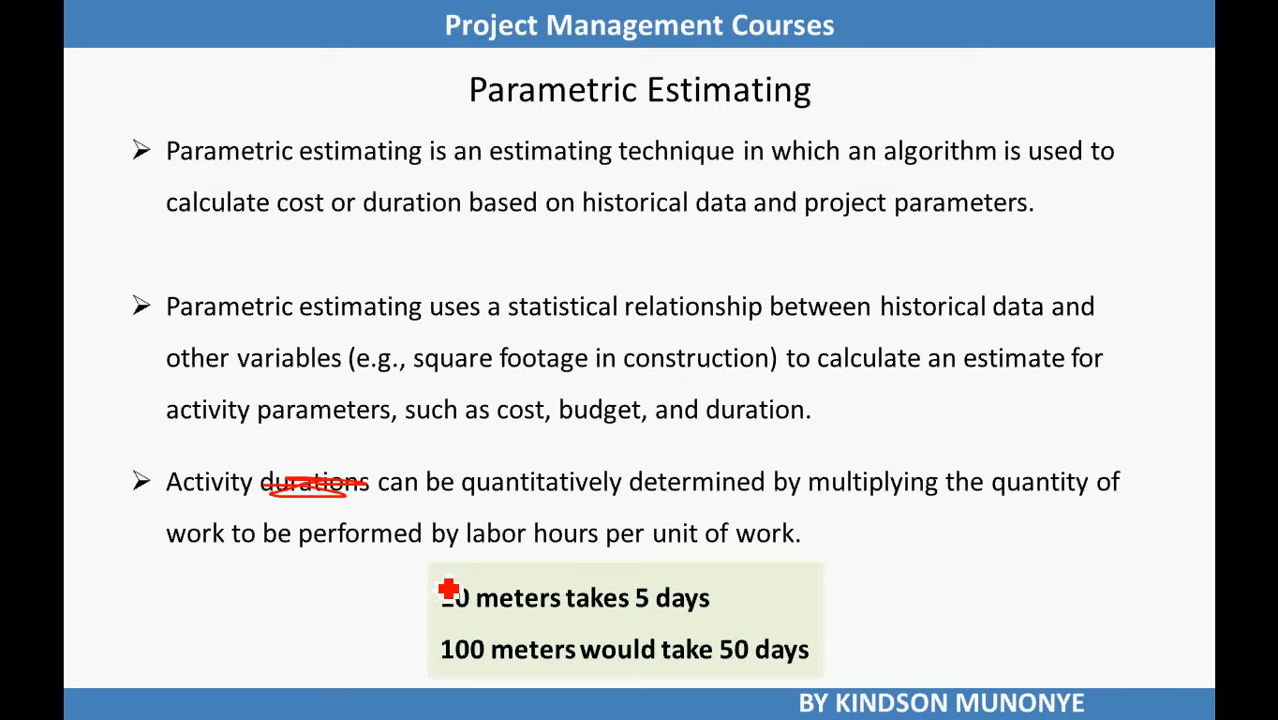 Project Management Courses
Parametric Estimating
➢ Parametric estimating is an estimating technique in which an algorithm is used to
calculate cost or duration based on historical data and project parameters.
➢ Parametric estimating uses a statistical relationship between historical data and
other variables (e.g., square footage in construction) to calculate an estimate for
activity parameters, such as cost, budget, and duration.
➢ Activity durations can be quantitatively determined by multiplying the quantity of
work to be performed by labor hours per unit of work.
meters takes 5 days
100 meters would take 50 days
BY KINDSON MUNONYE